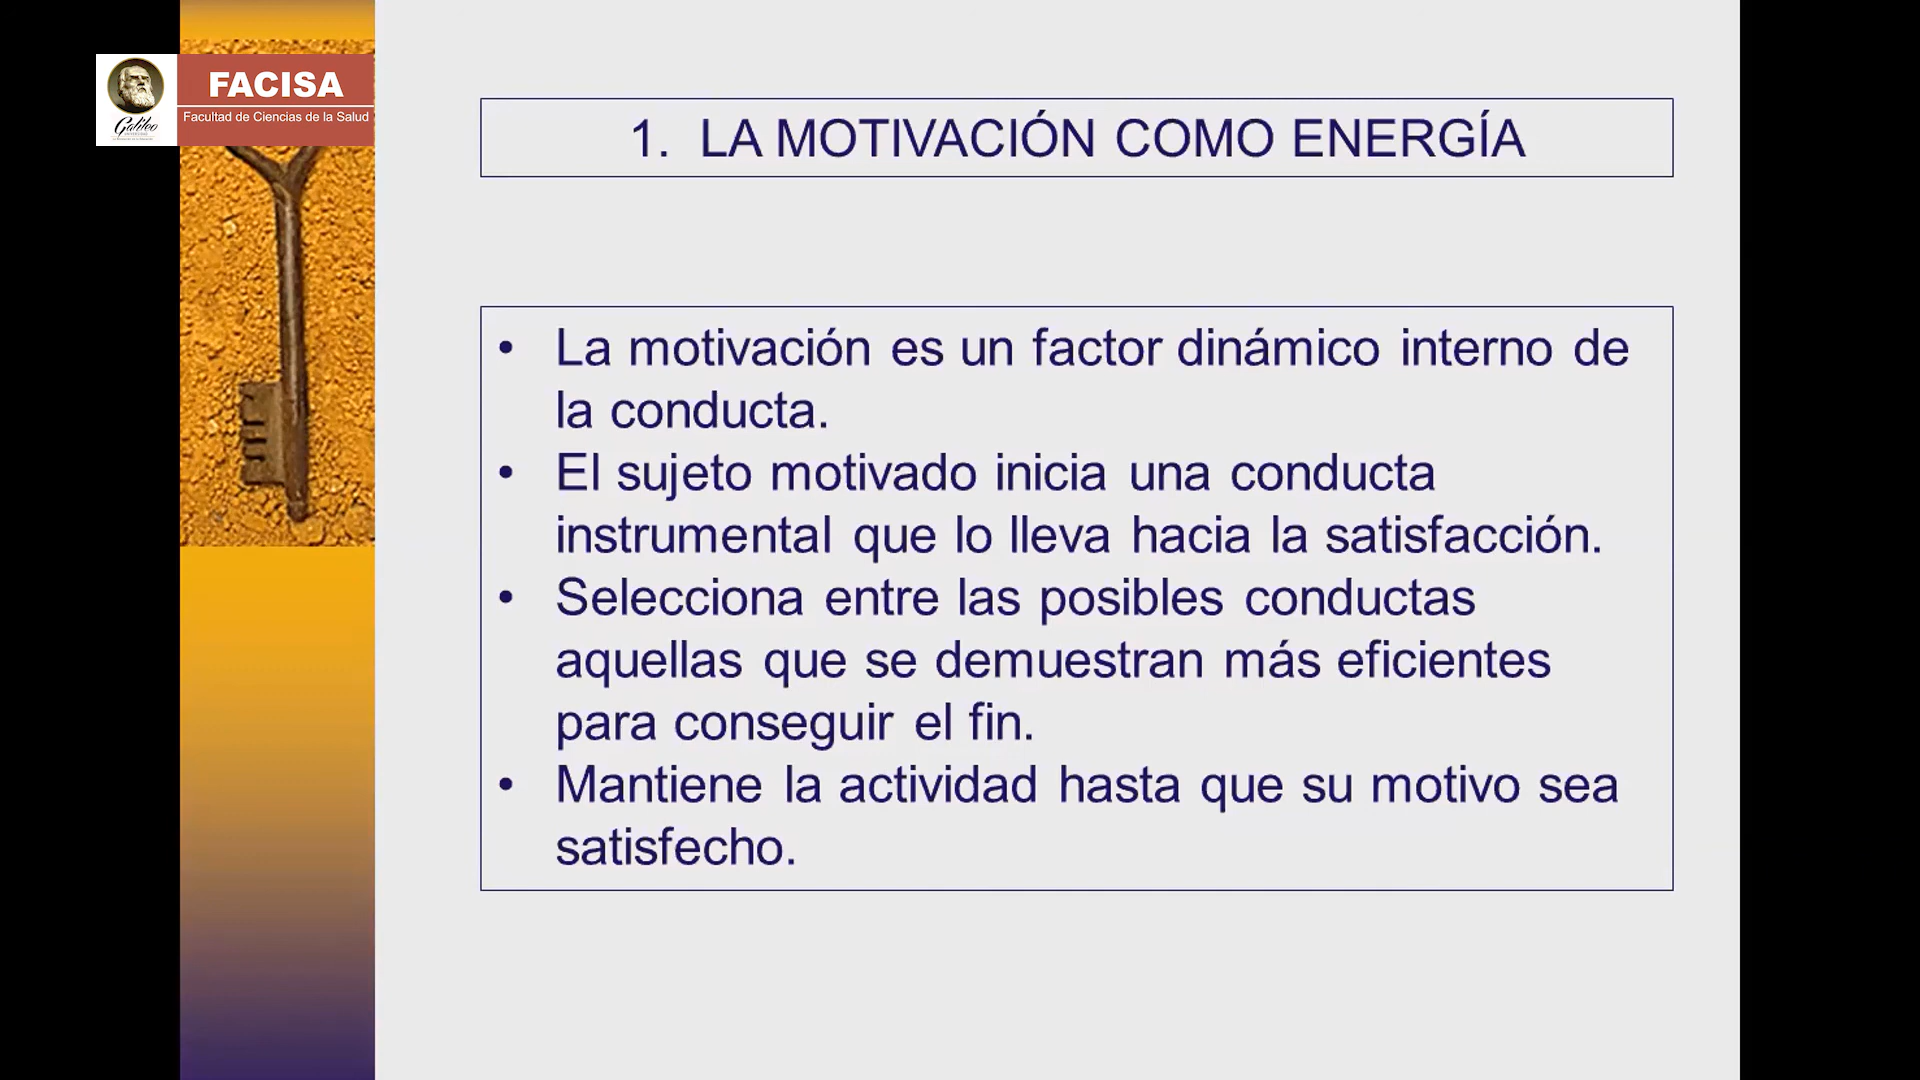 FACISA
Facultad de Ciencias de la Salud
Galileo
1. LA MOTIVACIÓN COMO ENERGÍA
• La motivación es un factor dinámico interno de
la conducta.
• El sujeto motivado inicia una conducta
instrumental que lo lleva hacia la satisfacción.
• Selecciona entre las posibles conductas
aquellas que se demuestran más eficientes
para conseguir el fin.
• Mantiene la actividad hasta que su motivo sea
satisfecho.